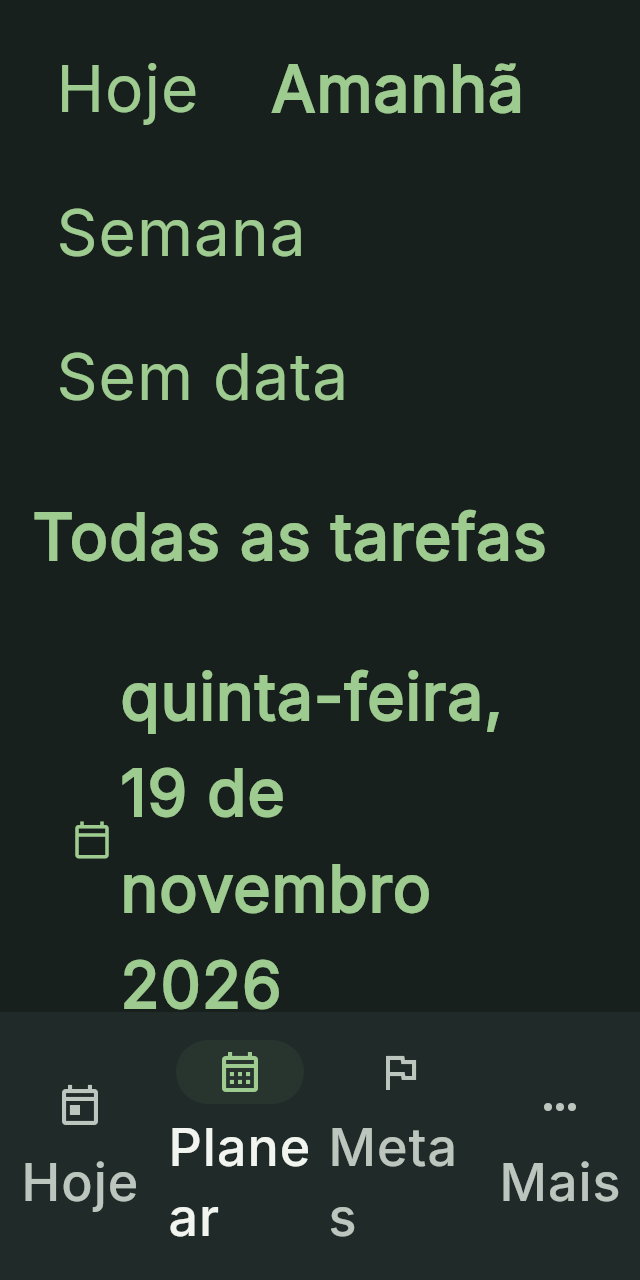 Hoje Amanhã
Semana
Sem data
Todas as tarefas
quinta-feira,
19 de
novembro
2026
Hoje
Plane
ar
Meta
s
Mais